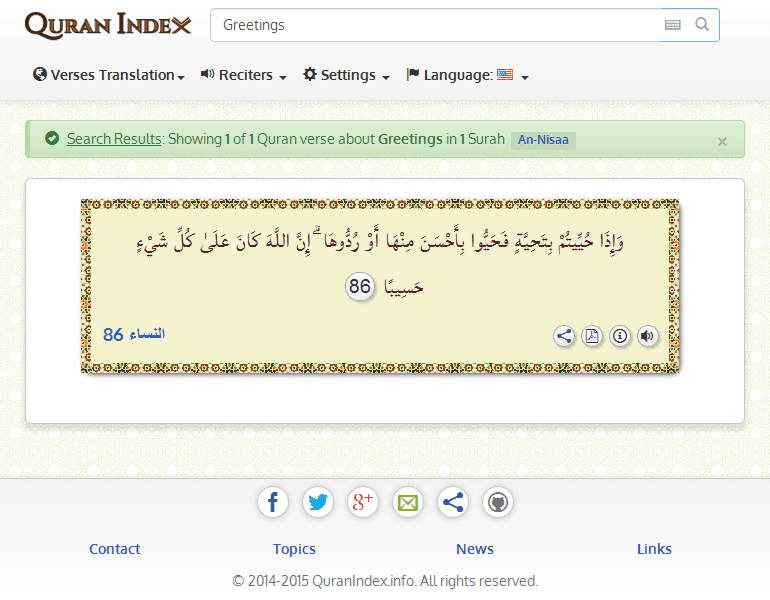 QURAN INDEX
Greetings
Verses Translation
Reciters
Settings
Language:
Search Results: Showing 1 of 1 Quran verse about Greetings in 1 Surah An-Nisaa ×
وَإِذَا حُيِّيتُمْ بِتَحِيَّةٍ فَحَيُّوا بِأَحْسَنَ مِنْهَا أَوْ رُدُّوهَا ۗ إِنَّ اللَّهَ كَانَ عَلَىٰ كُلِّ شَيْءٍ
حَسِيبًا 86
النساء 86
Contact
Topics
News
Links
© 2014-2015 QuranIndex.info. All rights reserved.